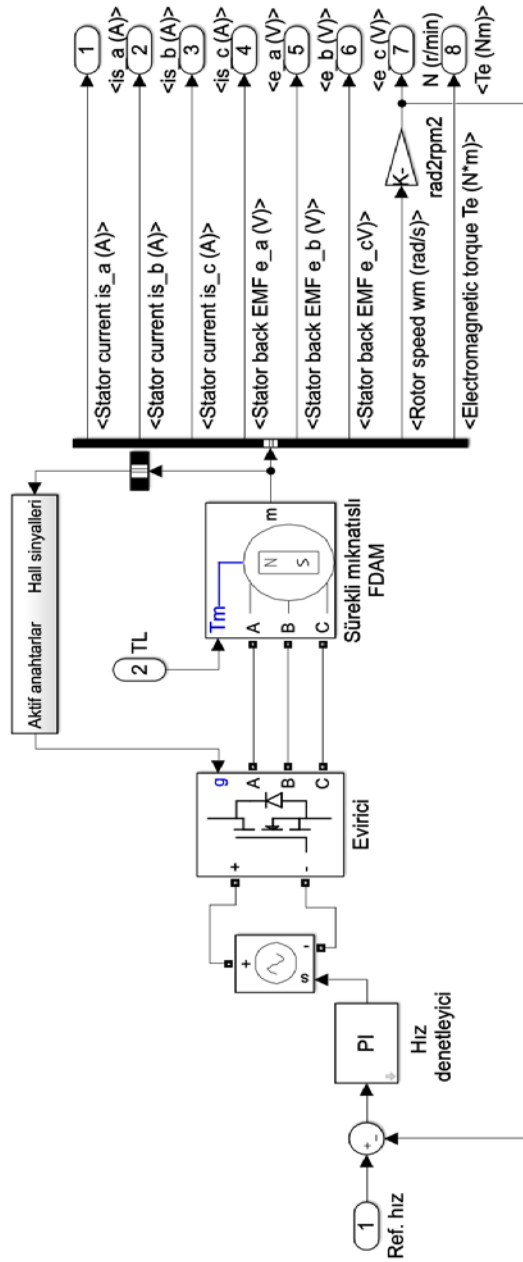 1
Ref. hız
+
−
PI
Hız
denetleyici
s
+
-
+
-
g
A
B
C
Evirici
Aktif anahtarlar
Hall sinyalleri
2
TL
Tm
A
B
C
m
N
S
Sürekli mıknatıslı
FDAM
<Stator current is_a (A)>
<Stator current is_b (A)>
<Stator current is_c (A)>
<Stator back EMF e_a (V)>
<Stator back EMF e_b (V)>
<Stator back EMF e_cV)>
<Rotor speed wm (rad/s)>
<Electromagnetic torque Te (N*m)>
K-
rad2rpm2
1
<is_a (A)>
2
<is_b (A)>
3
<is_c (A)>
4
<e_a (V)>
5
<e_b (V)>
6
<e_c (V)>
7
N (r/min)
8
<Te (Nm)>